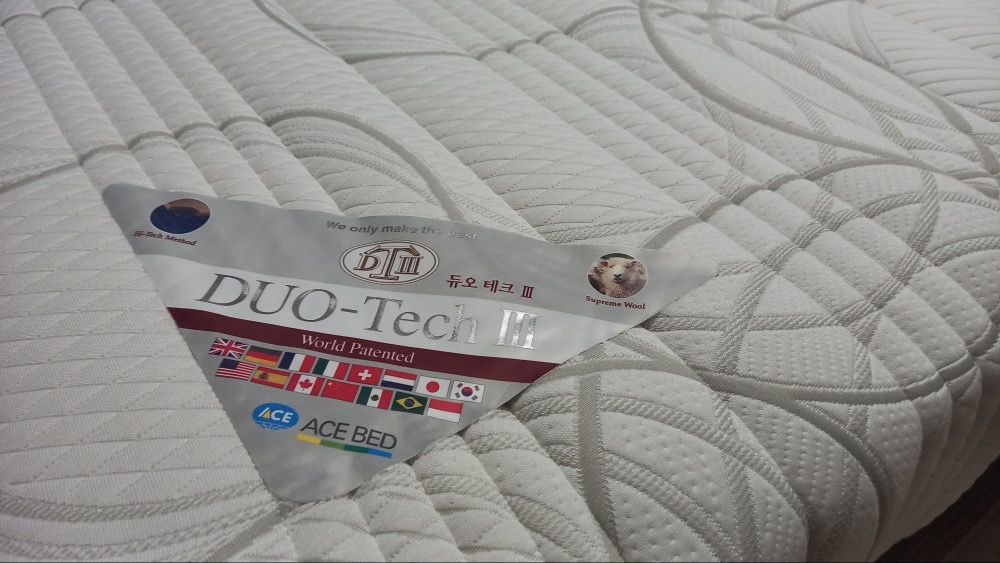 We only make the best
Hi-Tech Method
DTIII
듀오 테크 Ⅲ
Supreme Wool
DUO-Tech Ⅲ
World Patented
ACE
ACE BED